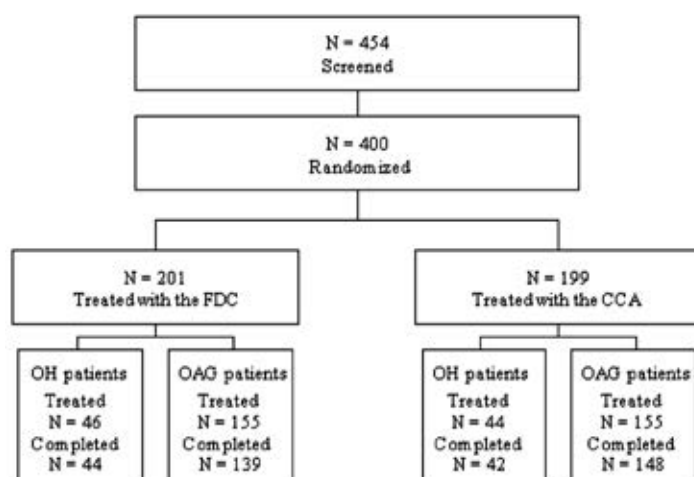 N = 454
Screened
N = 400
Randomized
N = 201
Treated with the FDC
N = 199
Treated with the CCA
OH patients
Treated
N = 46
Completed
N = 44
OAG patients
Treated
N = 155
Completed
N = 139
OH patients
Treated
N = 44
Completed
N = 42
OAG patients
Treated
N = 155
Completed
N = 148